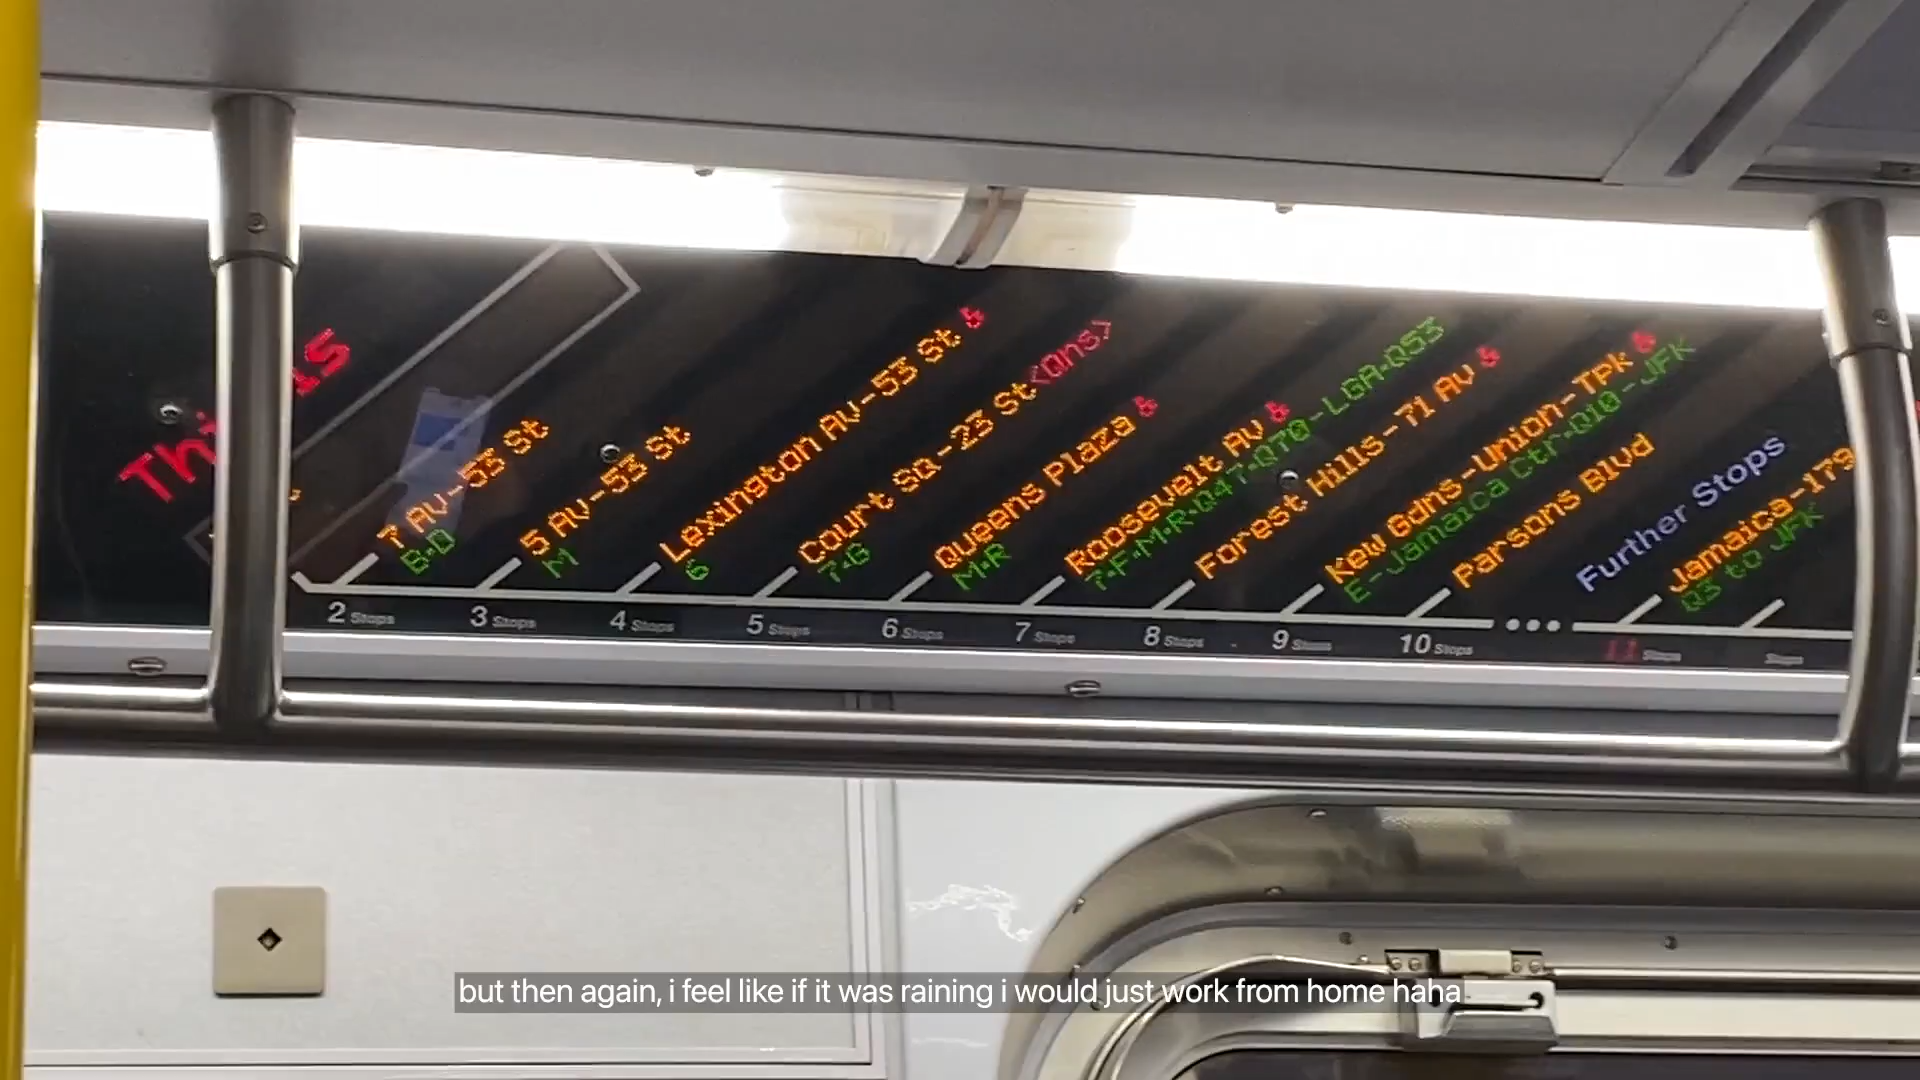 This is
7 Av-53 St
B·D
5 Av-53 St
M
Lexington Av-53 St
6
Court Sq-23 St<Qns>
7·G
Queens Plaza
M·R
Roosevelt Av
7·F·M·R·Q47·Q70-LGA·Q53
Forest Hills-71 Av
Kew Gdns-Union-Tpk
E-Jamaica Ctr·Q10-JFK
Parsons Blvd
Further Stops
Jamaica-179
Q3 to JFK
2 Stops
3 Stops
4 Stops
5 Stops
6 Stops
7 Stops
8 Stops
9 Stops
10 Stops
11 Stops
Stops
but then again, i feel like if it was raining i would just work from home haha